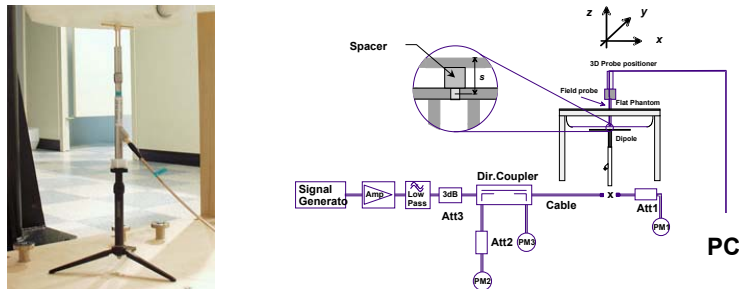 z
y
x
Spacer
s
3D Probe positioner
Field probe
Flat Phantom
Dipole
Signal
Generato
Amp
Low
Pass
3dB
Att3
Dir.Coupler
Cable
x
Att1
PM1
Att2
PM3
PM2
PC